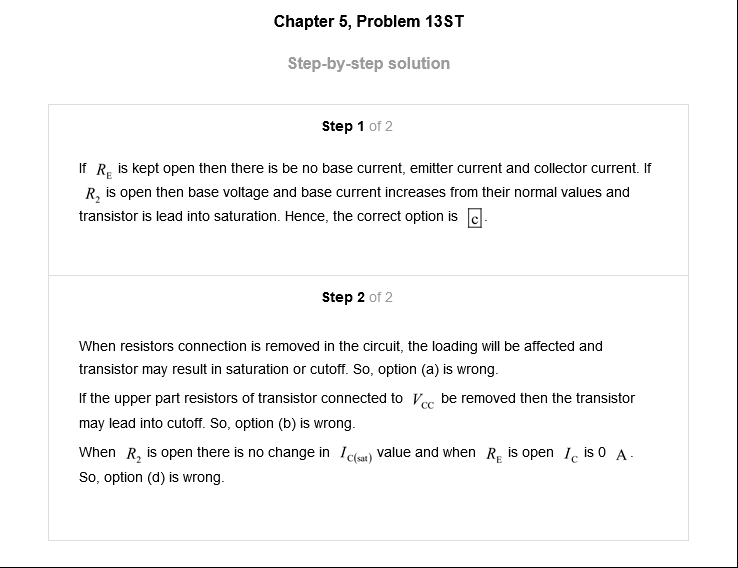 Chapter 5, Problem 13ST
Step-by-step solution
Step 1 of 2
If R_E is kept open then there is be no base current, emitter current and collector current. If
R_2 is open then base voltage and base current increases from their normal values and
transistor is lead into saturation. Hence, the correct option is c.
Step 2 of 2
When resistors connection is removed in the circuit, the loading will be affected and
transistor may result in saturation or cutoff. So, option (a) is wrong.
If the upper part resistors of transistor connected to V_CC be removed then the transistor
may lead into cutoff. So, option (b) is wrong.
When R_2 is open there is no change in I_C(sat) value and when R_E is open I_C is 0 A.
So, option (d) is wrong.